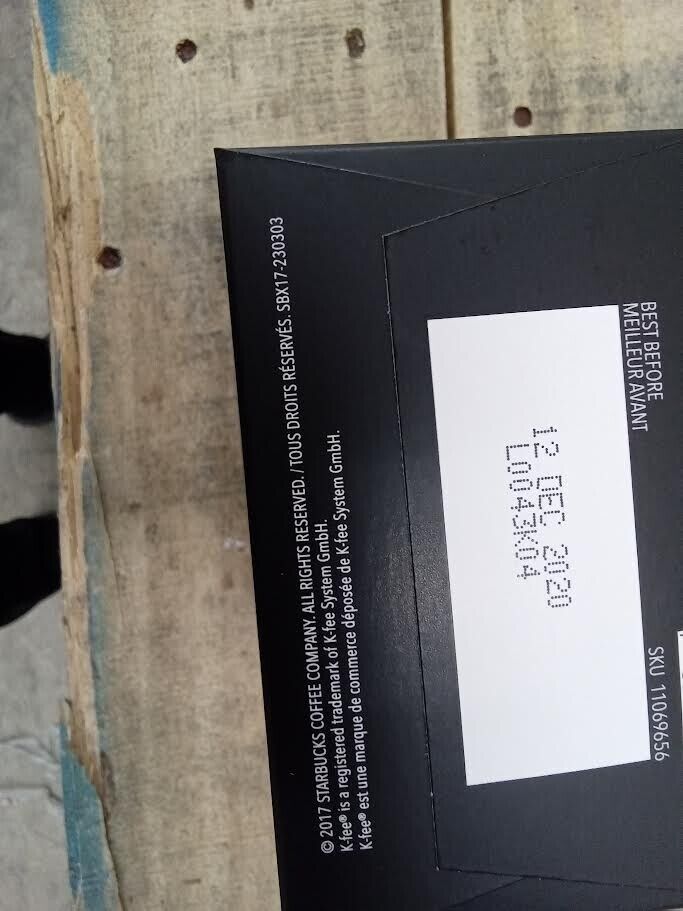 BEST BEFORE
MEILLEUR AVANT
12 DEC 2020
L0043K04
SKU 11069656
© 2017 STARBUCKS COFFEE COMPANY. ALL RIGHTS RESERVED. / TOUS DROITS RÉSERVÉS. SBX17-230303
K-fee® is a registered trademark of K-fee System GmbH.
K-fee® est une marque de commerce déposée de K-fee System GmbH.